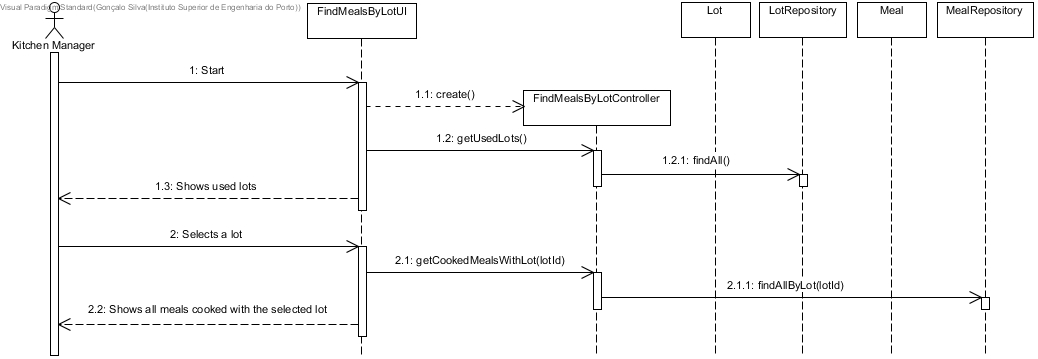 Visual Paradigm Standard(Gonçalo Silva(Instituto Superior de Engenharia do Porto))
Kitchen Manager
FindMealsByLotUI
Lot
LotRepository
Meal
MealRepository
1: Start
1.1: create()
FindMealsByLotController
1.2: getUsedLots()
1.2.1: findAll()
1.3: Shows used lots
2: Selects a lot
2.1: getCookedMealsWithLot(lotId)
2.1.1: findAllByLot(lotId)
2.2: Shows all meals cooked with the selected lot